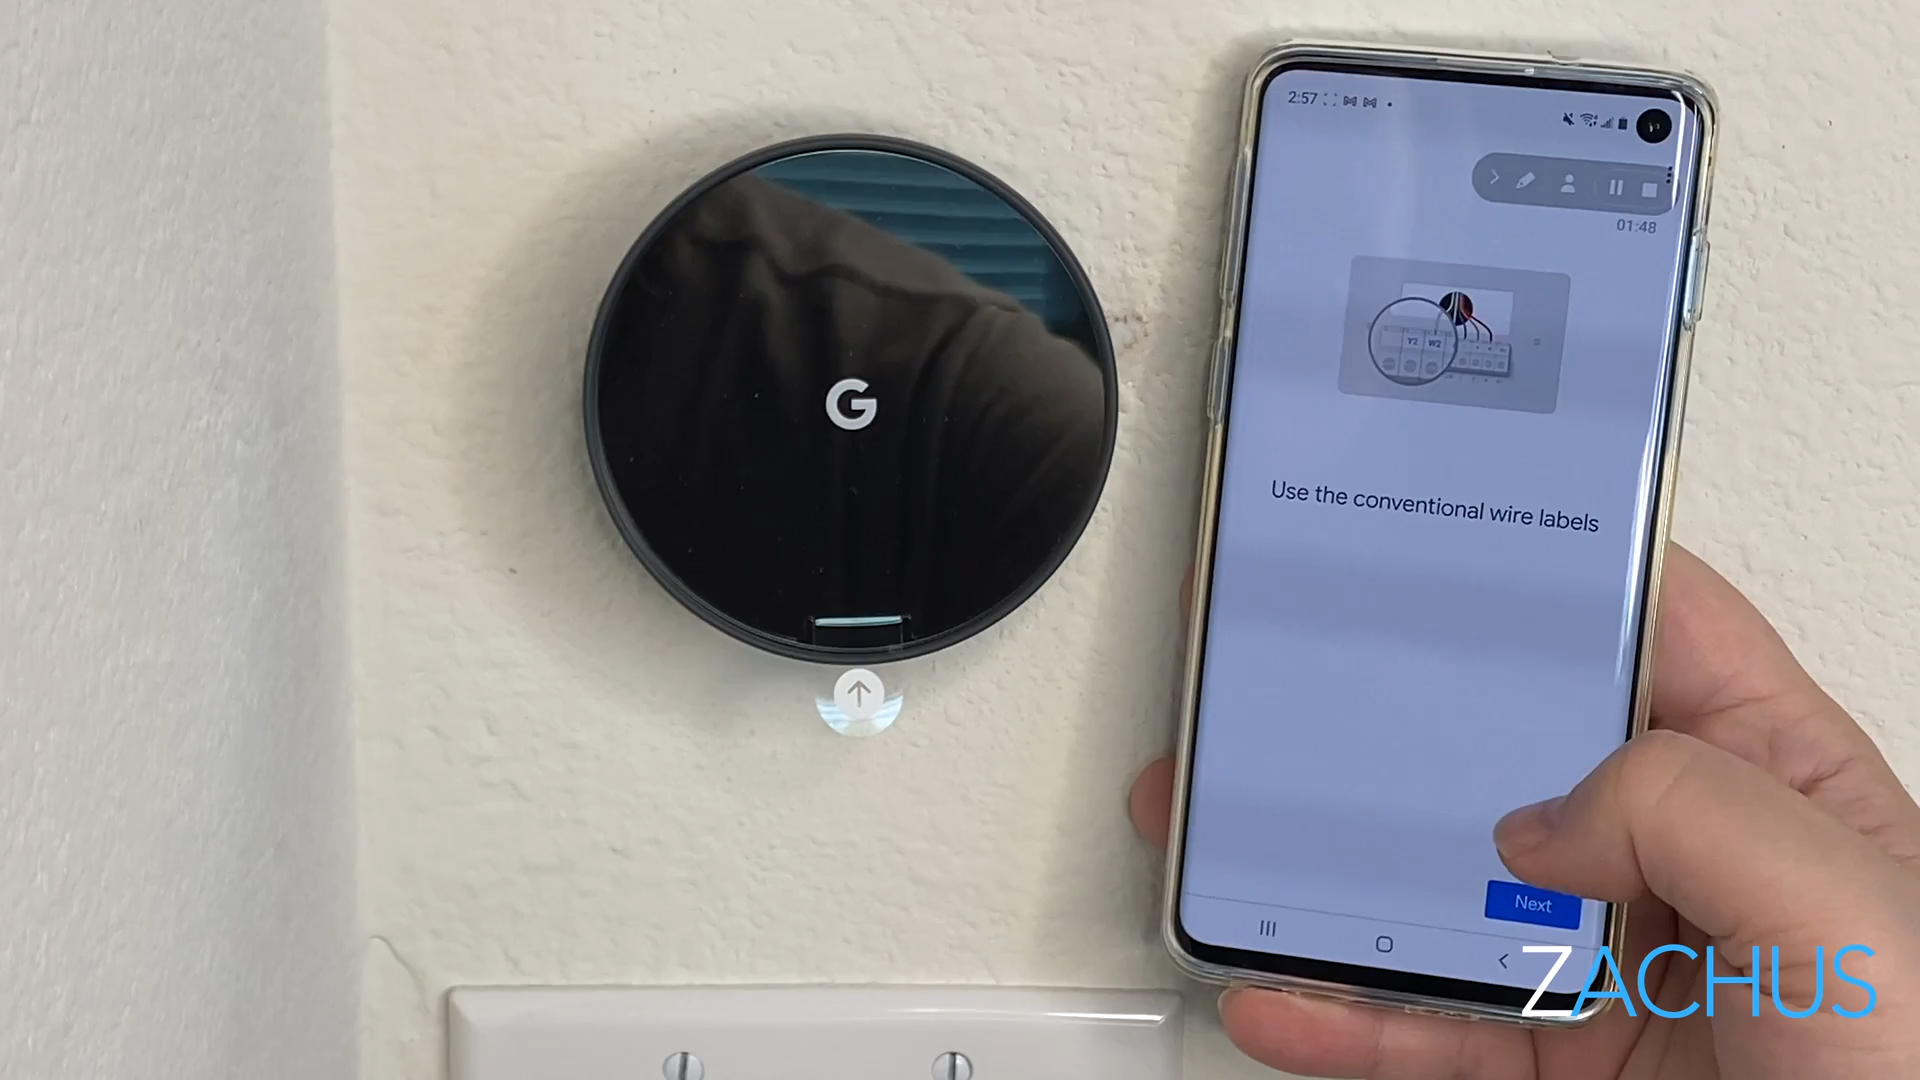 G
2:57
01:48
Y2 W2
Use the conventional wire labels
Next
ZACHUS